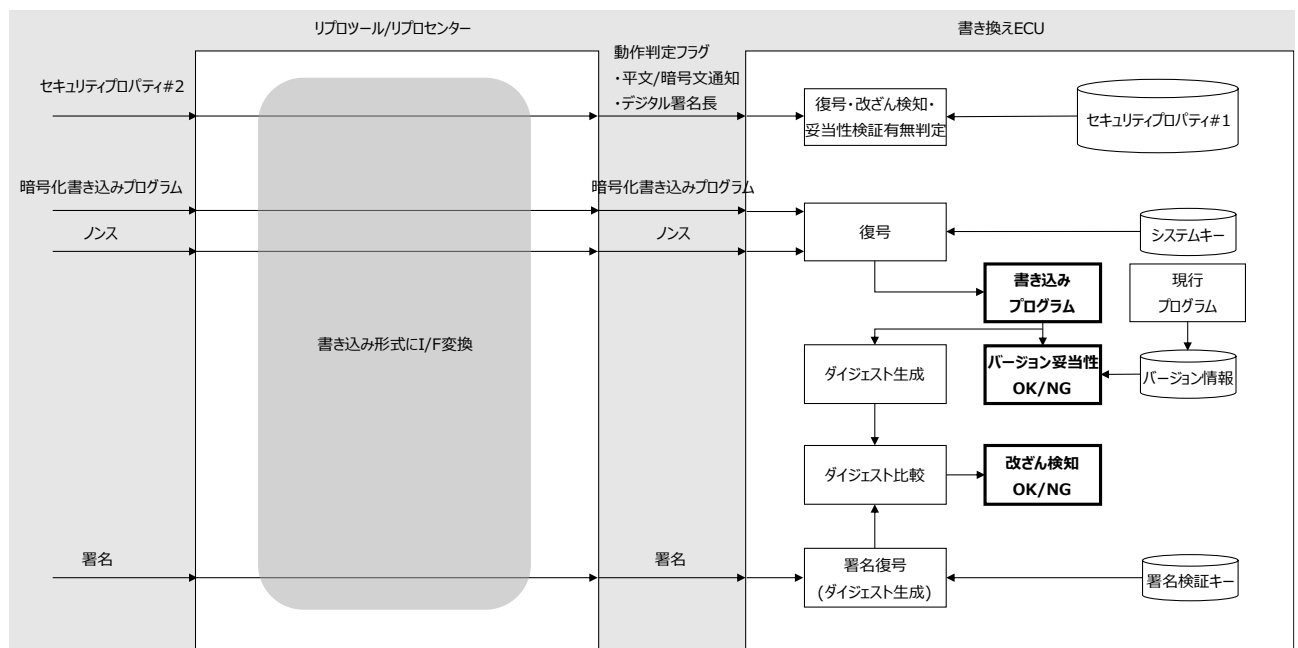 リプロツール/リプロセンター
書き換えECU
セキュリティプロパティ#2
動作判定フラグ
・平文/暗号文通知
・デジタル署名長
復号・改ざん検知・
妥当性検証有無判定
セキュリティプロパティ#1
暗号化書き込みプログラム
暗号化書き込みプログラム
ノンス
ノンス
復号
システムキー
書き込み
プログラム
現行
プログラム
書き込み形式にI/F変換
ダイジェスト生成
バージョン妥当性
OK/NG
バージョン情報
ダイジェスト比較
改ざん検知
OK/NG
署名
署名
署名復号
(ダイジェスト生成)
署名検証キー